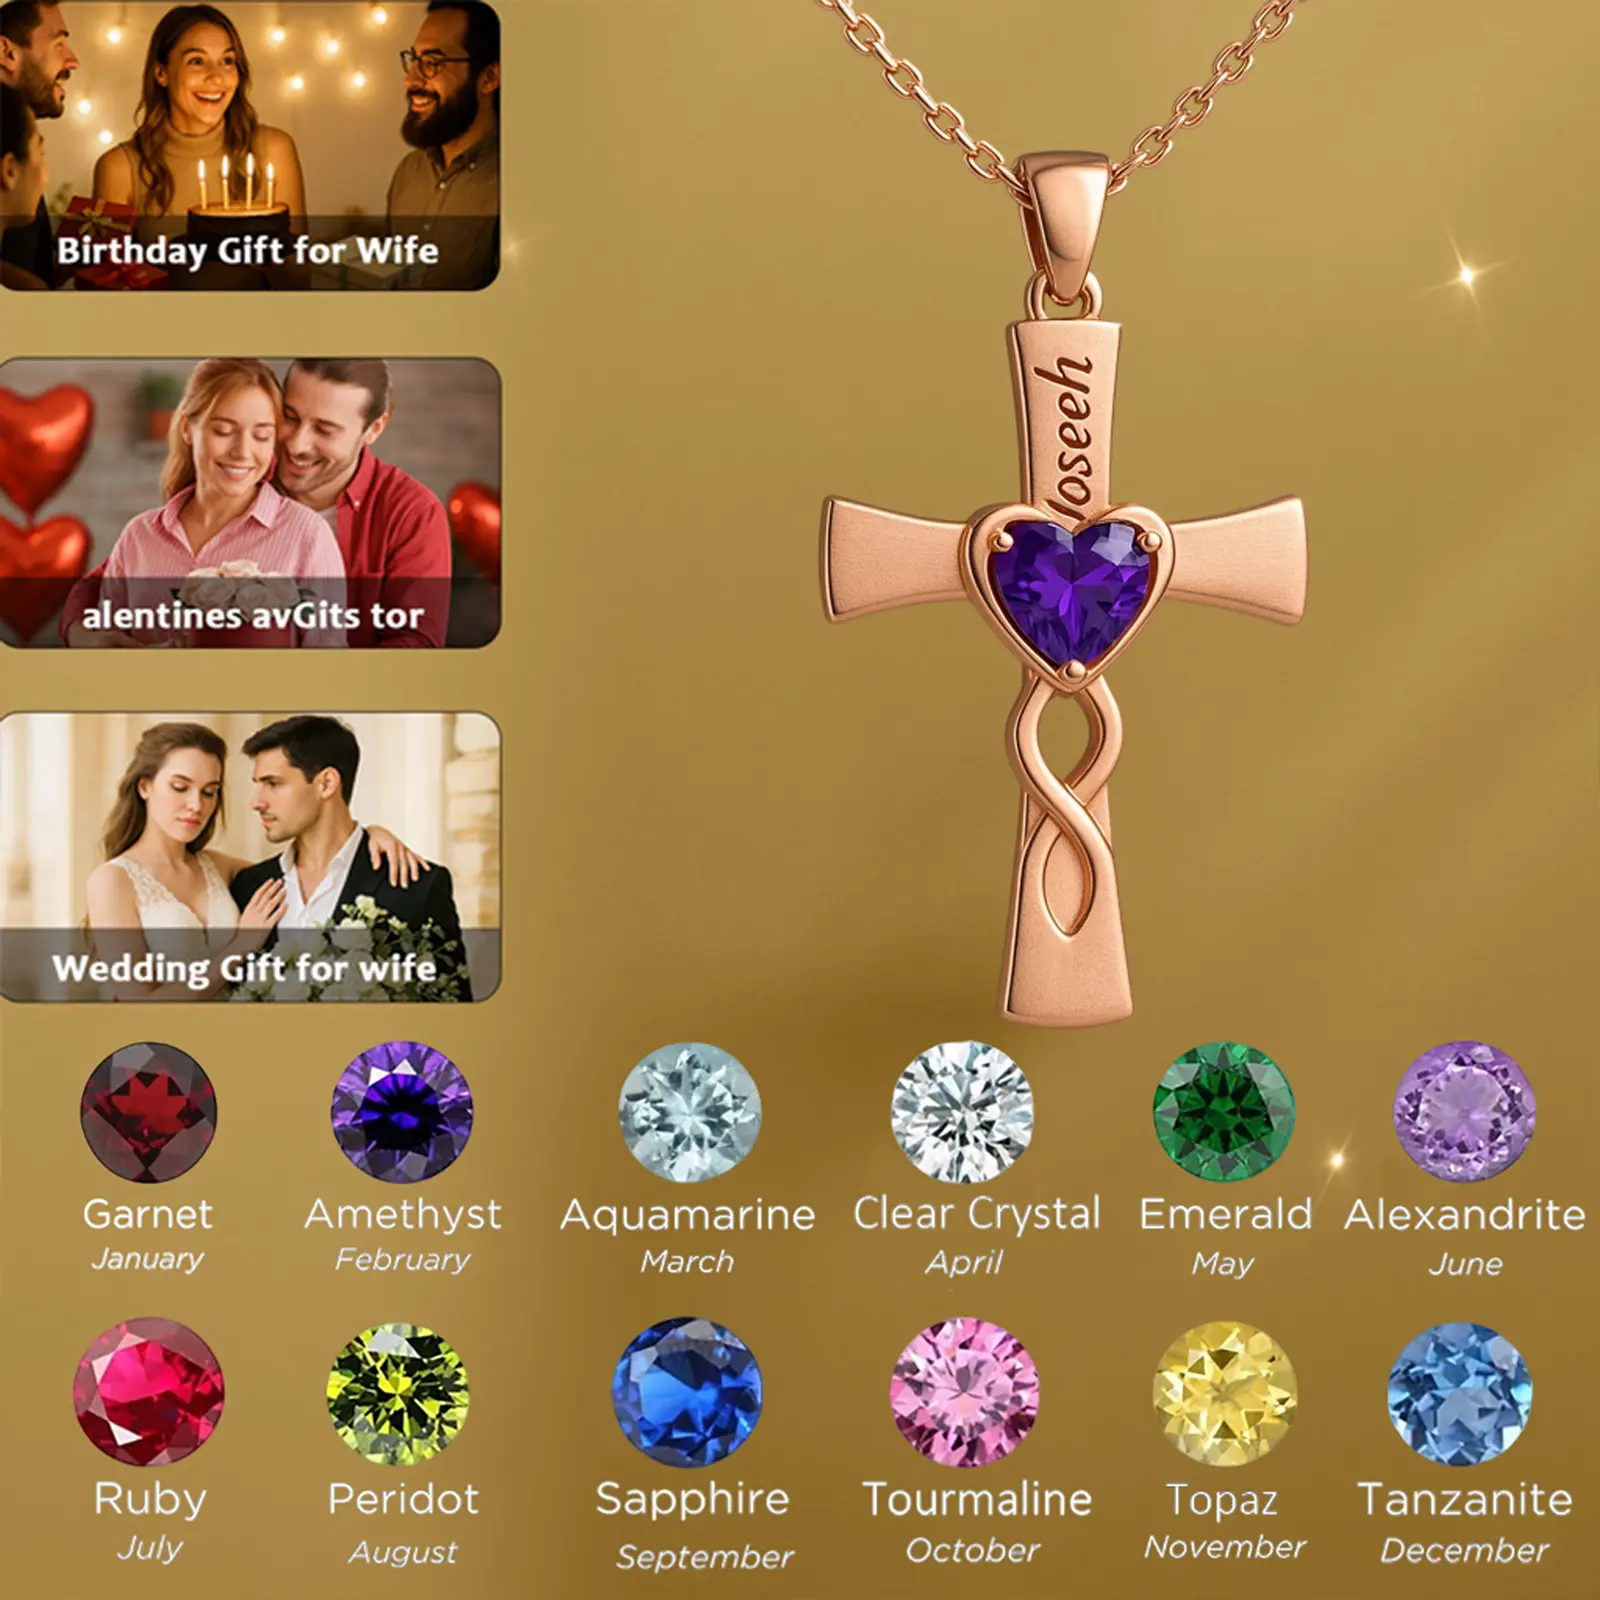 Birthday Gift for Wife
Joseeh
alentines avGits tor
Wedding Gift for wife
Garnet
January
Amethyst
February
Aquamarine
March
Clear Crystal
April
Emerald
May
Alexandrite
June
Ruby
July
Peridot
August
Sapphire
September
Tourmaline
October
Topaz
November
Tanzanite
December